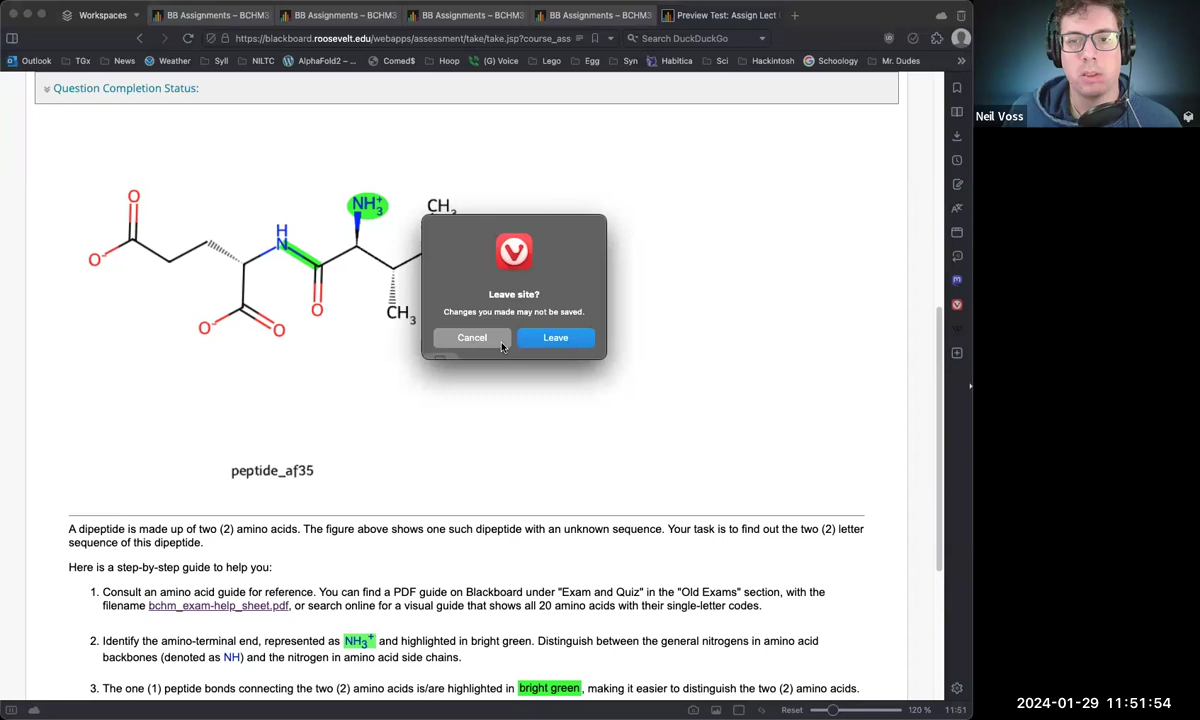 Workspaces
BB Assignments – BCHM3
BB Assignments – BCHM3
BB Assignments – BCHM3
BB Assignments – BCHM3
Preview Test: Assign Lect
https://blackboard.roosevelt.edu/webapps/assessment/take/take.jsp?course_ass
Search DuckDuckGo
Outlook
TGx
News
Weather
Syll
NILTC
AlphaFold2 – ...
Comed$
Hoop
(G) Voice
Lego
Egg
Syn
Habitica
Sci
Hackintosh
Schoology
Mr. Dudes
Question Completion Status:
Neil Voss
O
NH3+
CH3
H
N
O-
O
CH3
O-
O
Leave site?
Changes you made may not be saved.
Cancel
Leave
peptide_af35
A dipeptide is made up of two (2) amino acids. The figure above shows one such dipeptide with an unknown sequence. Your task is to find out the two (2) letter
sequence of this dipeptide.
Here is a step-by-step guide to help you:
1. Consult an amino acid guide for reference. You can find a PDF guide on Blackboard under "Exam and Quiz" in the "Old Exams" section, with the
filename bchm_exam-help_sheet.pdf, or search online for a visual guide that shows all 20 amino acids with their single-letter codes.
2. Identify the amino-terminal end, represented as NH3+ and highlighted in bright green. Distinguish between the general nitrogens in amino acid
backbones (denoted as NH) and the nitrogen in amino acid side chains.
3. The one (1) peptide bonds connecting the two (2) amino acids is/are highlighted in bright green, making it easier to distinguish the two (2) amino acids.
Reset
120 %
11:51
2024-01-29 11:51:54